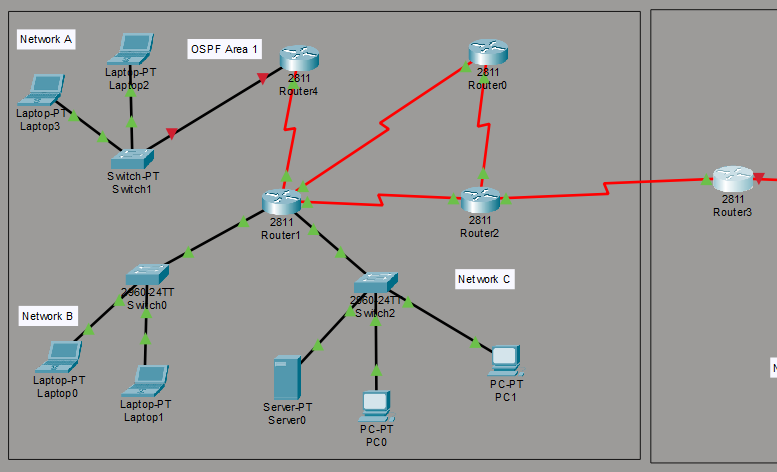 Network A
OSPF Area 1
Laptop-PT
Laptop2
2811
Router4
2811
Router0
Laptop-PT
Laptop3
Switch-PT
Switch1
2811
Router3
2811
Router1
2811
Router2
2960-24TT
Switch0
2960-24TT
Switch2
Network C
Network B
Laptop-PT
Laptop0
Laptop-PT
Laptop1
Server-PT
Server0
PC-PT
PC0
PC-PT
PC1
N